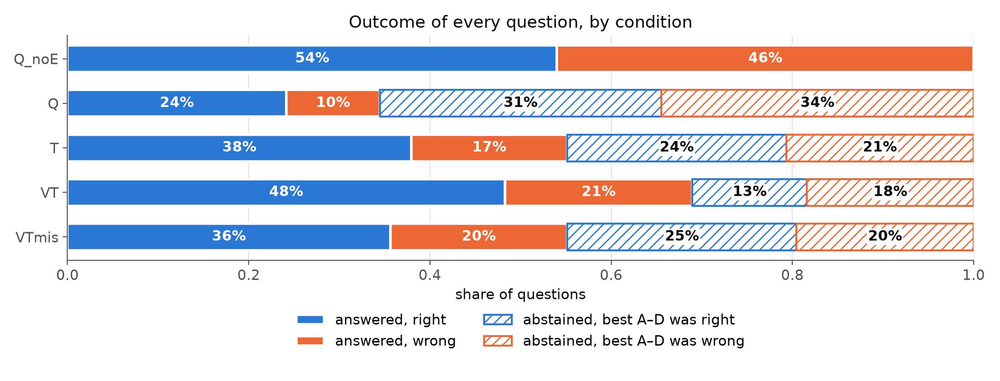 Outcome of every question, by condition
Q_noE
54%
46%
Q
24%
10%
31%
34%
T
38%
17%
24%
21%
VT
48%
21%
13%
18%
VTmis
36%
20%
25%
20%
0.0
0.2
0.4
0.6
0.8
1.0
share of questions
answered, right
answered, wrong
abstained, best A–D was right
abstained, best A–D was wrong